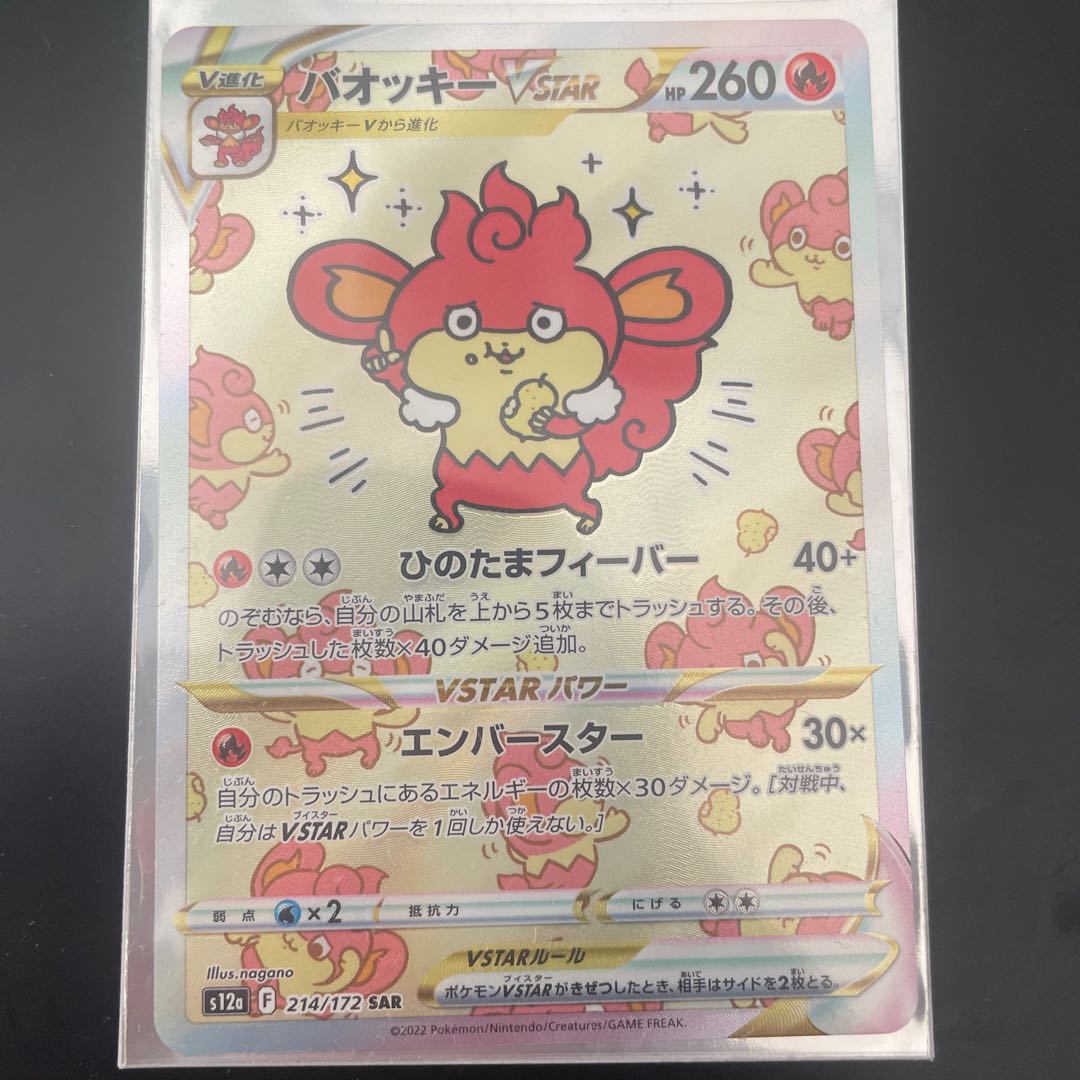 V進化 バオッキーVSTAR HP260
バオッキーVから進化
ひのたまフィーバー 40+
のぞむなら、自分の山札を上から5枚までトラッシュする。その後、
トラッシュした枚数×40ダメージ追加。
VSTARパワー
エンバースター 30×
自分のトラッシュにあるエネルギーの枚数×30ダメージ。[対戦中、
自分はVSTARパワーを1回しか使えない。]
弱点 ×2 抵抗力 にげる
VSTARルール
ポケモンVSTARがきぜつしたとき、相手はサイドを2枚とる。
Illus.nagano
s12a F 214/172 SAR
©2022 Pokémon/Nintendo/Creatures/GAME FREAK.